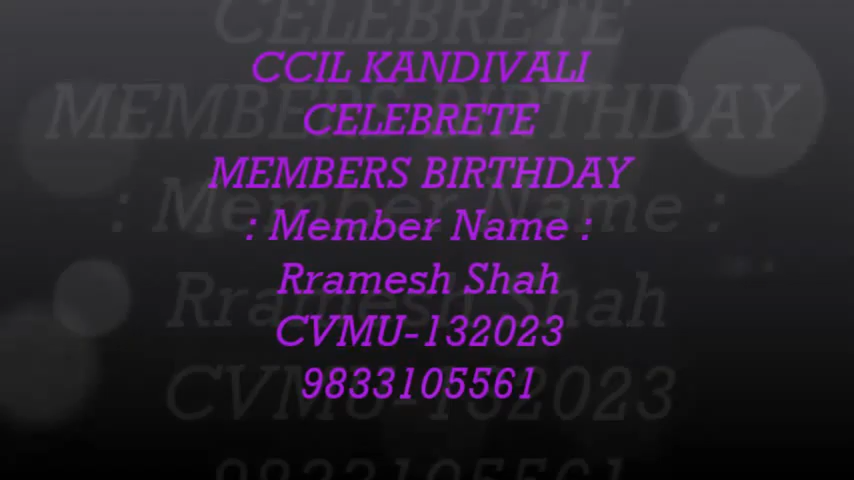 CCIL KANDIVALI
CELEBRETE
MEMBERS BIRTHDAY
: Member Name :
Rramesh Shah
CVMU-132023
9833105561